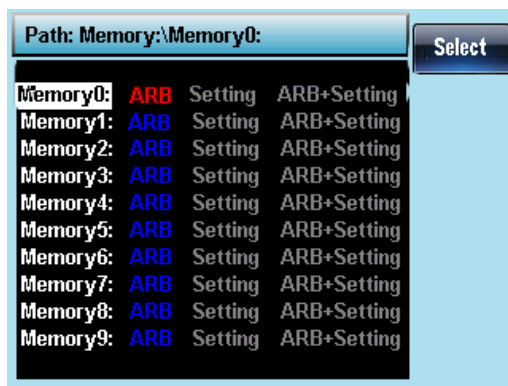 Path: Memory:\Memory0:
Select
Memory0: ARB Setting ARB+Setting
Memory1: ARB Setting ARB+Setting
Memory2: ARB Setting ARB+Setting
Memory3: ARB Setting ARB+Setting
Memory4: ARB Setting ARB+Setting
Memory5: ARB Setting ARB+Setting
Memory6: ARB Setting ARB+Setting
Memory7: ARB Setting ARB+Setting
Memory8: ARB Setting ARB+Setting
Memory9: ARB Setting ARB+Setting